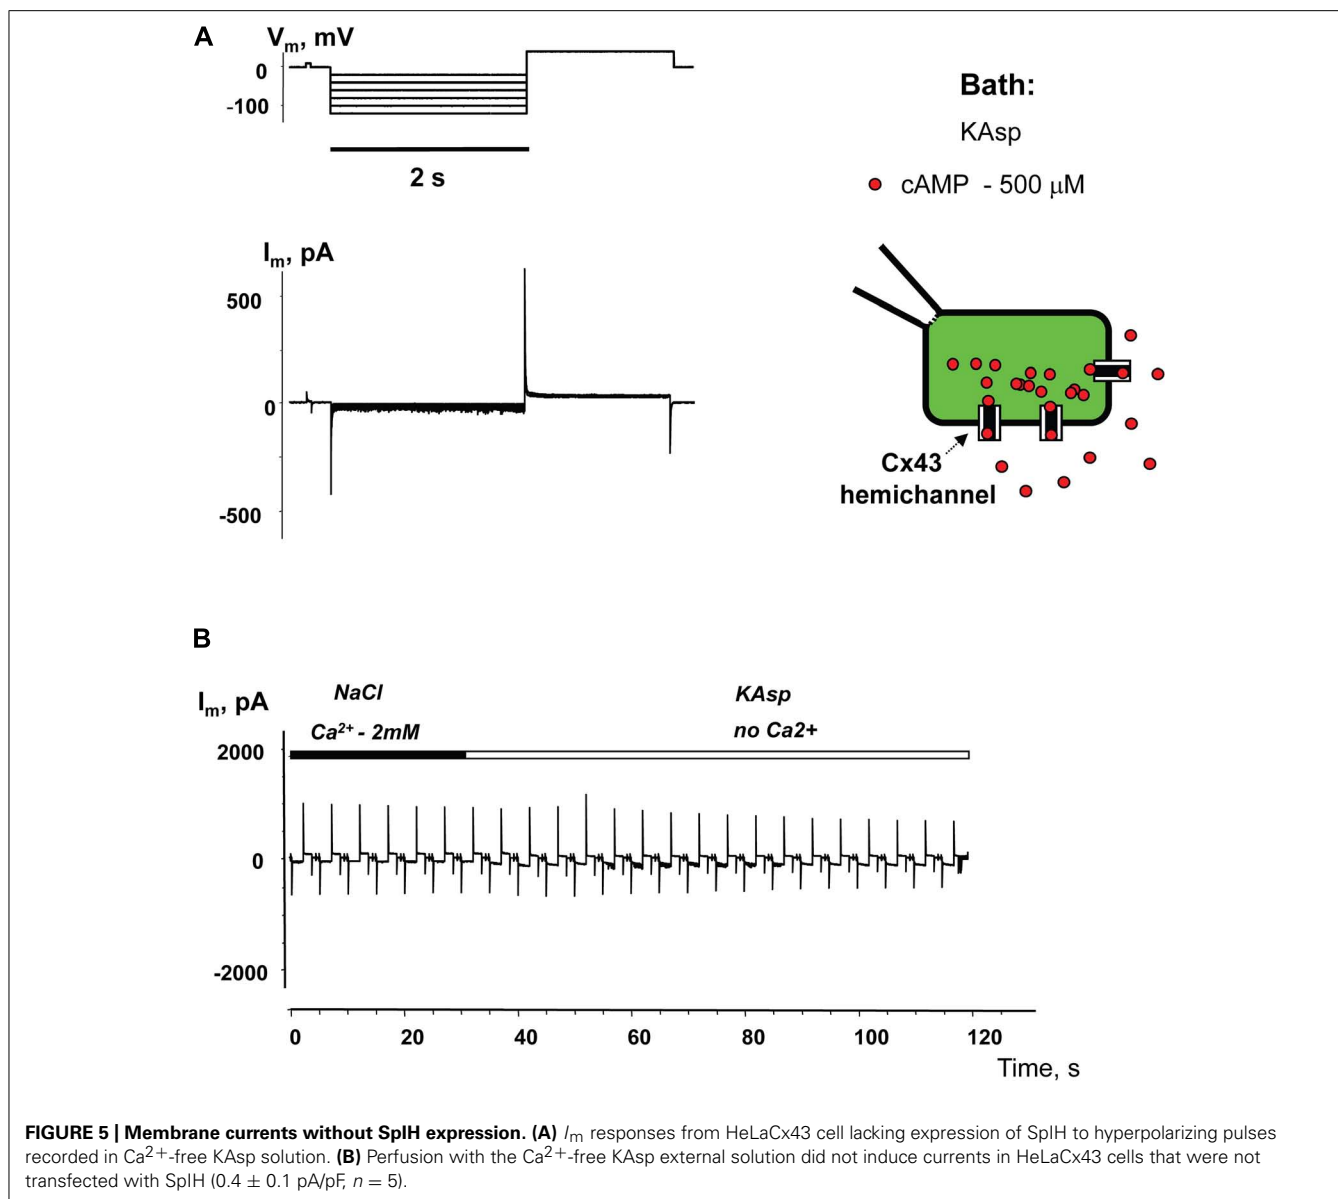 A
Vm, mV
0
-100
2 s
Im, pA
500
0
-500
Bath:
KAsp
cAMP - 500 μM
Cx43
hemichannel
B
Im, pA
NaCl
KAsp
Ca2+ - 2mM
no Ca2+
2000
0
-2000
0 20 40 60 80 100 120
Time, s
FIGURE 5 | Membrane currents without SpIH expression. (A) Im responses from HeLaCx43 cell lacking expression of SpIH to hyperpolarizing pulses
recorded in Ca2+-free KAsp solution. (B) Perfusion with the Ca2+-free KAsp external solution did not induce currents in HeLaCx43 cells that were not
transfected with SpIH (0.4 ± 0.1 pA/pF, n = 5).